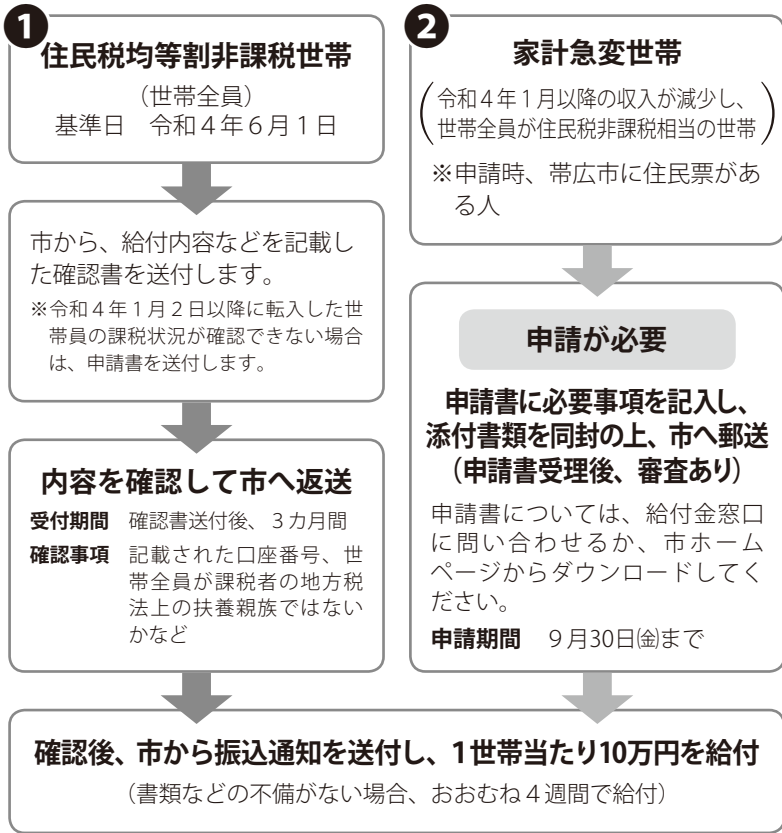 1
住民税均等割非課税世帯
(世帯全員)
基準日　令和4年6月1日
市から、給付内容などを記載し
た確認書を送付します。
※令和4年1月2日以降に転入した世
帯員の課税状況が確認できない場合
は、申請書を送付します。
内容を確認して市へ返送
受付期間　確認書送付後、3カ月間
確認事項　記載された口座番号、世
帯全員が課税者の地方税
法上の扶養親族ではない
かなど
2
家計急変世帯
(令和4年1月以降の収入が減少し、
世帯全員が住民税非課税相当の世帯)
※申請時、帯広市に住民票があ
る人
申請が必要
申請書に必要事項を記入し、
添付書類を同封の上、市へ郵送
(申請書受理後、審査あり)
申請書については、給付金窓口
に問い合わせるか、市ホーム
ページからダウンロードしてく
ださい。
申請期間　9月30日㈮まで
確認後、市から振込通知を送付し、1世帯当たり10万円を給付
(書類などの不備がない場合、おおむね4週間で給付)